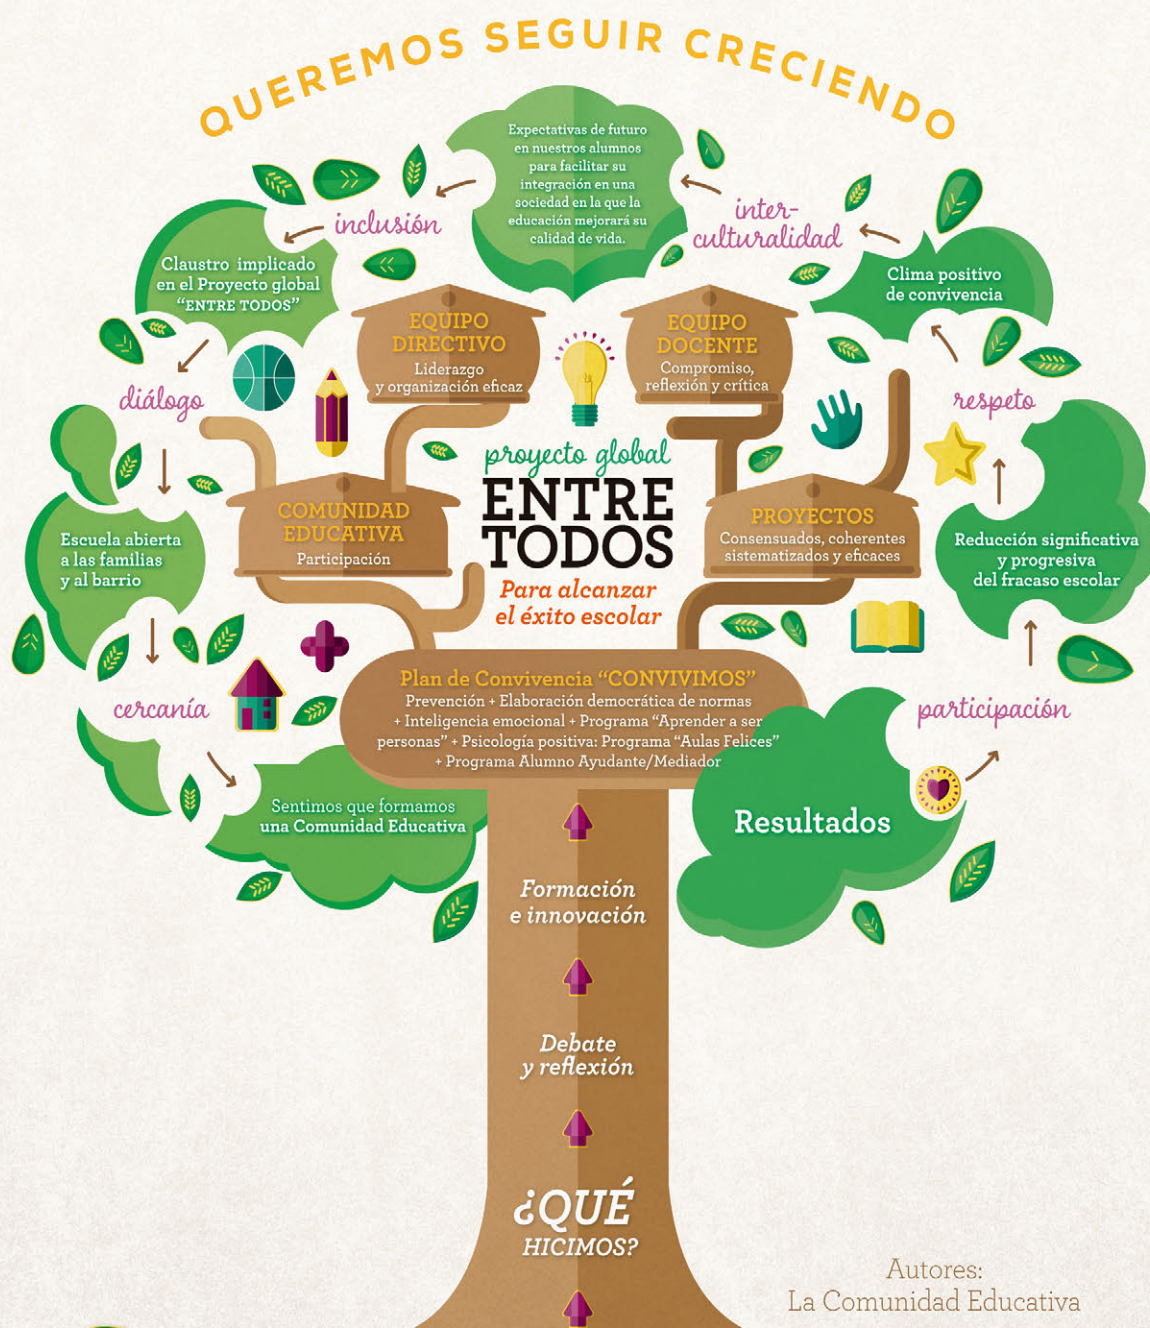 QUEREMOS SEGUIR CRECIENDO
Expectativas de futuro
en nuestros alumnos
para facilitar su
integración en una
sociedad en la que la
educación mejorará su
calidad de vida.
inclusión
inter-
culturalidad
Claustro implicado
en el Proyecto global
“ENTRE TODOS”
Clima positivo
de convivencia
EQUIPO
DIRECTIVO
Liderazgo
y organización eficaz
EQUIPO
DOCENTE
Compromiso,
reflexión y crítica
diálogo
respeto
proyecto global
ENTRE
TODOS
Para alcanzar
el éxito escolar
COMUNIDAD
EDUCATIVA
Participación
PROYECTOS
Consensuados, coherentes
sistematizados y eficaces
Escuela abierta
a las familias
y al barrio
Reducción significativa
y progresiva
del fracaso escolar
cercanía
participación
Plan de Convivencia “CONVIVIMOS”
Prevención + Elaboración democrática de normas
+ Inteligencia emocional + Programa “Aprender a ser
personas” + Psicología positiva: Programa “Aulas Felices”
+ Programa Alumno Ayudante/Mediador
Sentimos que formamos
una Comunidad Educativa
Resultados
Formación
e innovación
Debate
y reflexión
¿QUÉ
HICIMOS?
Autores:
La Comunidad Educativa